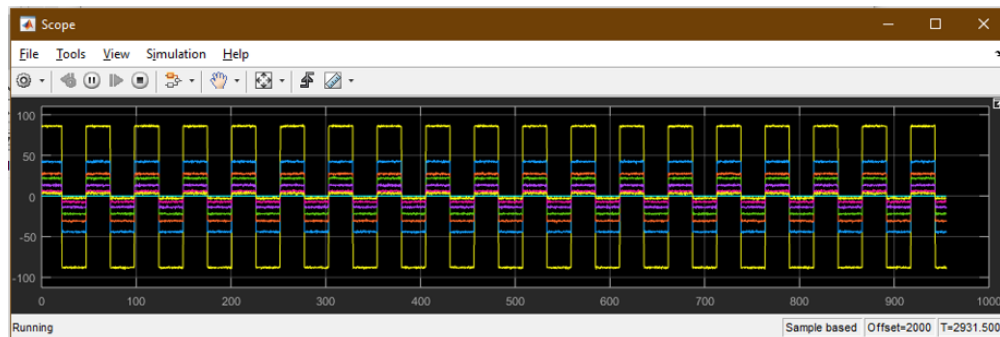 Scope
File Tools View Simulation Help
100
50
0
-50
-100
0 100 200 300 400 500 600 700 800 900 1000
Running Sample based Offset=2000 T=2931.500